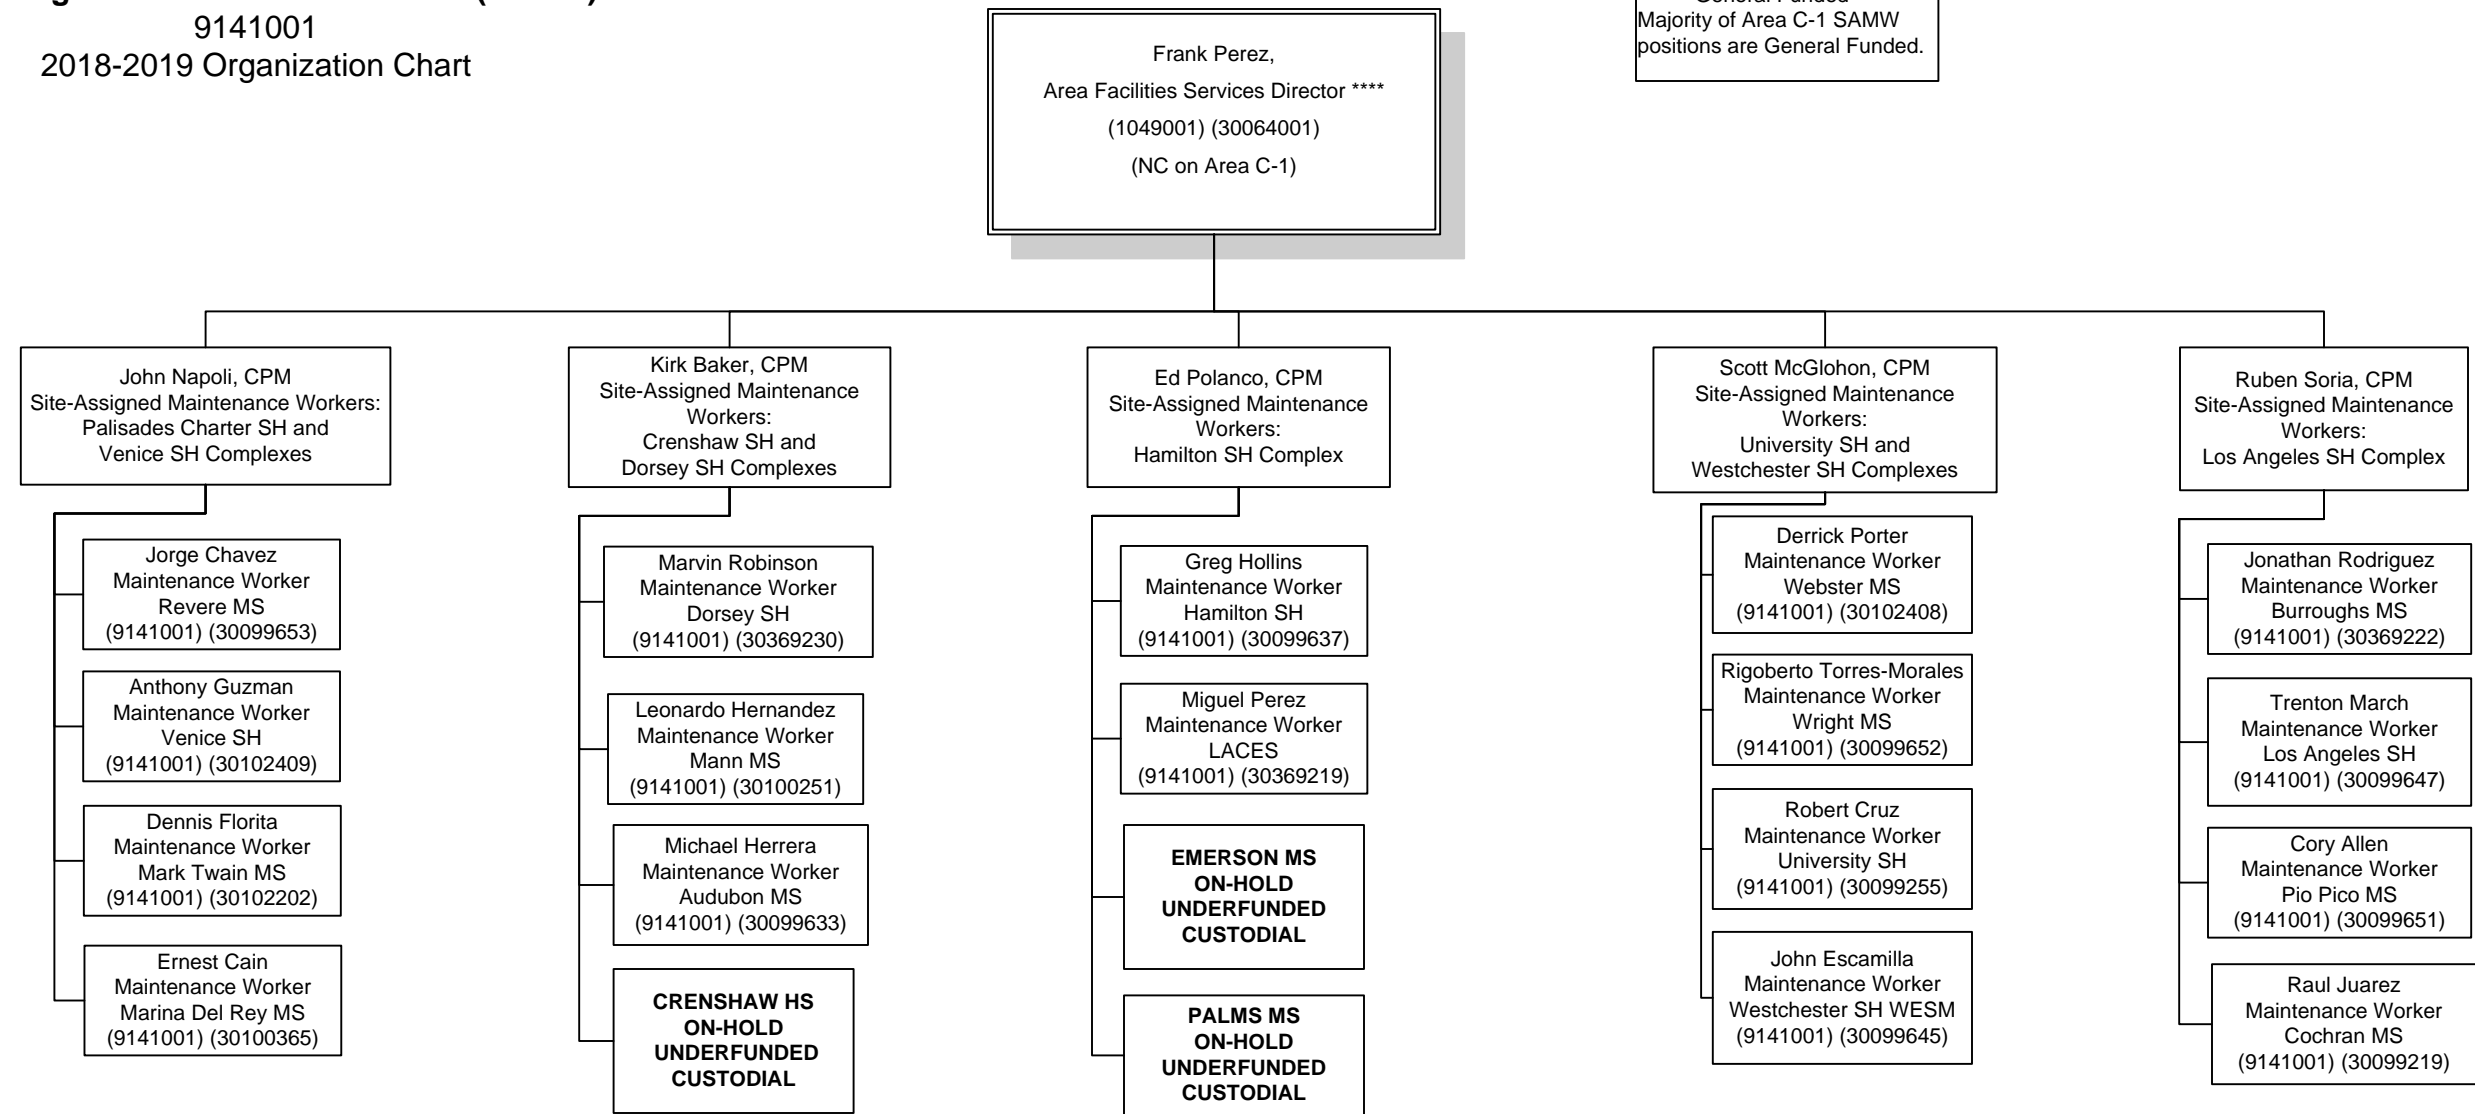 9141001
2018-2019 Organization Chart
Majority of Area C-1 SAMW
positions are General Funded.
Frank Perez,
Area Facilities Services Director ****
(1049001) (30064001)
(NC on Area C-1)
John Napoli, CPM
Site-Assigned Maintenance Workers:
Palisades Charter SH and
Venice SH Complexes
Jorge Chavez
Maintenance Worker
Revere MS
(9141001) (30099653)
Anthony Guzman
Maintenance Worker
Venice SH
(9141001) (30102409)
Dennis Florita
Maintenance Worker
Mark Twain MS
(9141001) (30102202)
Ernest Cain
Maintenance Worker
Marina Del Rey MS
(9141001) (30100365)
Kirk Baker, CPM
Site-Assigned Maintenance
Workers:
Crenshaw SH and
Dorsey SH Complexes
Marvin Robinson
Maintenance Worker
Dorsey SH
(9141001) (30369230)
Leonardo Hernandez
Maintenance Worker
Mann MS
(9141001) (30100251)
Michael Herrera
Maintenance Worker
Audubon MS
(9141001) (30099633)
CRENSHAW HS
ON-HOLD
UNDERFUNDED
CUSTODIAL
Ed Polanco, CPM
Site-Assigned Maintenance
Workers:
Hamilton SH Complex
Greg Hollins
Maintenance Worker
Hamilton SH
(9141001) (30099637)
Miguel Perez
Maintenance Worker
LACES
(9141001) (30369219)
EMERSON MS
ON-HOLD
UNDERFUNDED
CUSTODIAL
PALMS MS
ON-HOLD
UNDERFUNDED
CUSTODIAL
Scott McGlohon, CPM
Site-Assigned Maintenance
Workers:
University SH and
Westchester SH Complexes
Derrick Porter
Maintenance Worker
Webster MS
(9141001) (30102408)
Rigoberto Torres-Morales
Maintenance Worker
Wright MS
(9141001) (30099652)
Robert Cruz
Maintenance Worker
University SH
(9141001) (30099255)
John Escamilla
Maintenance Worker
Westchester SH WESM
(9141001) (30099645)
Ruben Soria, CPM
Site-Assigned Maintenance
Workers:
Los Angeles SH Complex
Jonathan Rodriguez
Maintenance Worker
Burroughs MS
(9141001) (30369222)
Trenton March
Maintenance Worker
Los Angeles SH
(9141001) (30099647)
Cory Allen
Maintenance Worker
Pio Pico MS
(9141001) (30099651)
Raul Juarez
Maintenance Worker
Cochran MS
(9141001) (30099219)